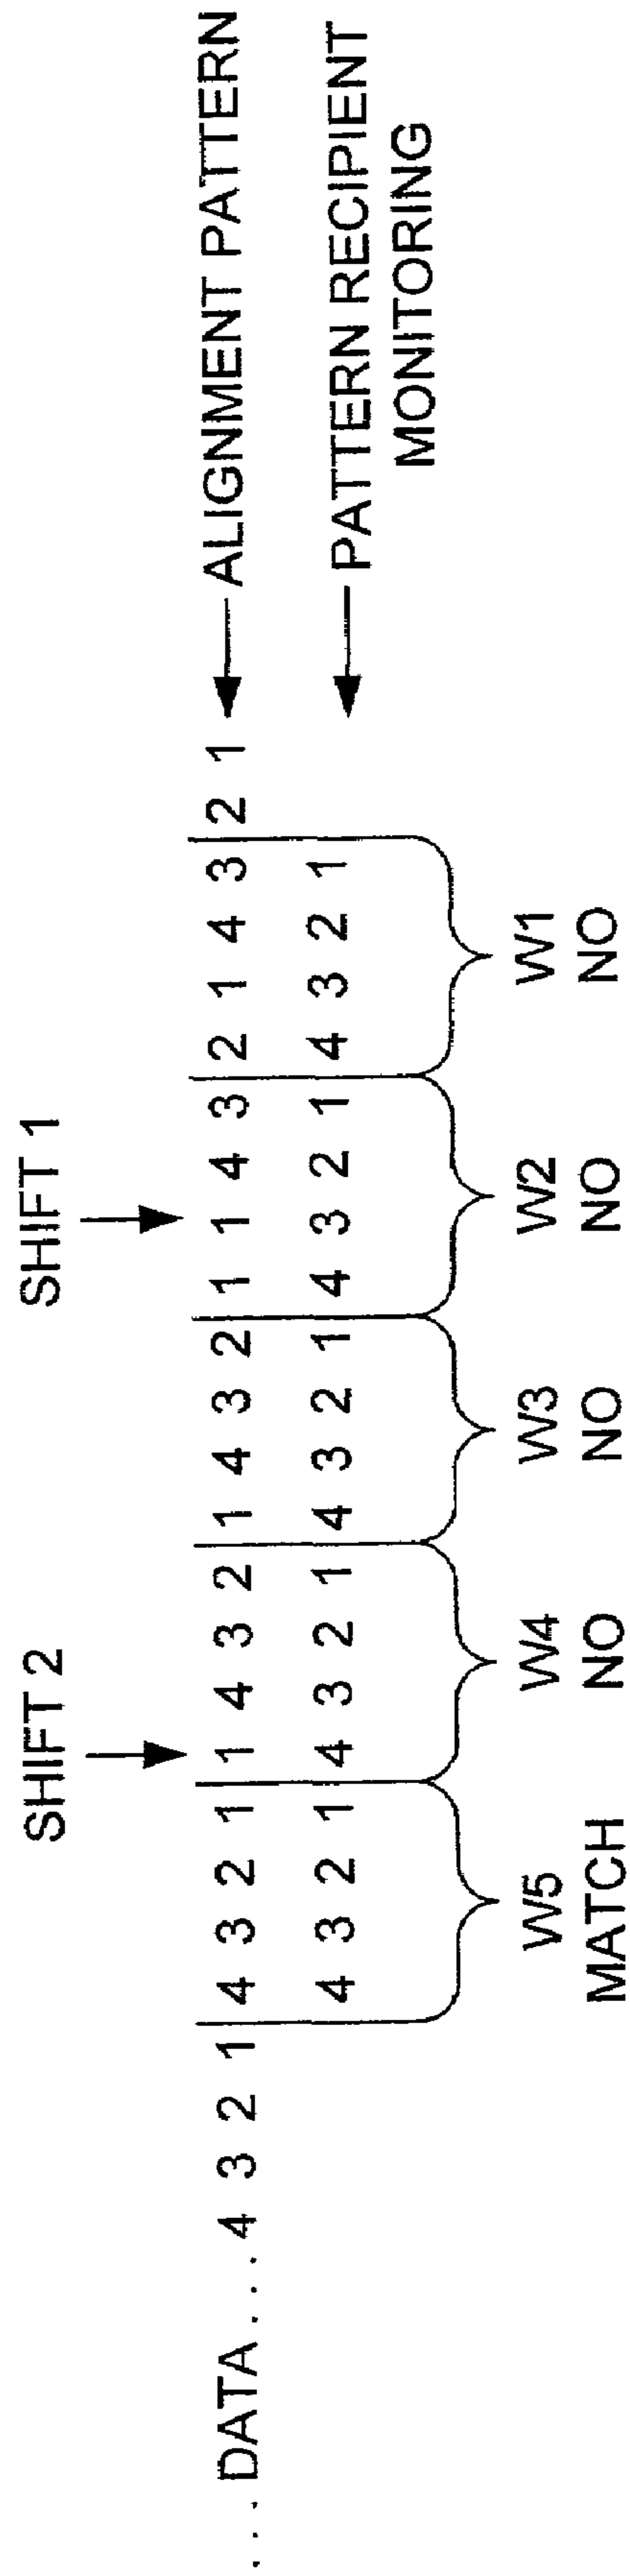 SHIFT 2 SHIFT 1
. . . DATA . . . 4 3 2 1 4 3 2 1 1 4 3 2 1 4 3 2 1 1 4 3 2 1 4 3 2 1 ALIGNMENT PATTERN
4 3 2 1 4 3 2 1 4 3 2 1 4 3 2 1 4 3 2 1 PATTERN RECIPIENT
MONITORING
W5 W4 W3 W2 W1
MATCH NO NO NO NO